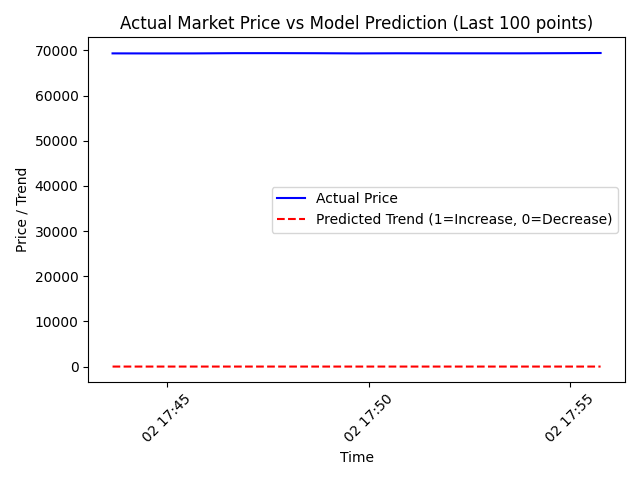 Actual Market Price vs Model Prediction (Last 100 points)
70000
60000
50000
40000
30000
20000
10000
0
Price / Trend
Actual Price
Predicted Trend (1=Increase, 0=Decrease)
02 17:45
02 17:50
02 17:55
Time